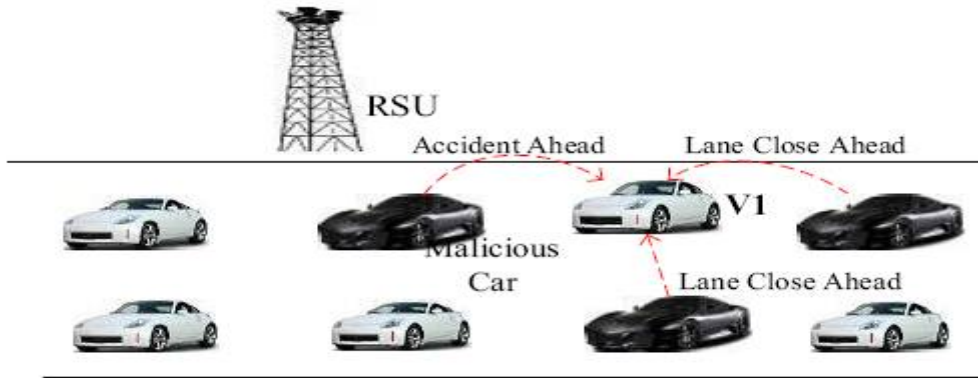 RSU
Accident Ahead
Lane Close Ahead
V1
Malicious
Car
Lane Close Ahead